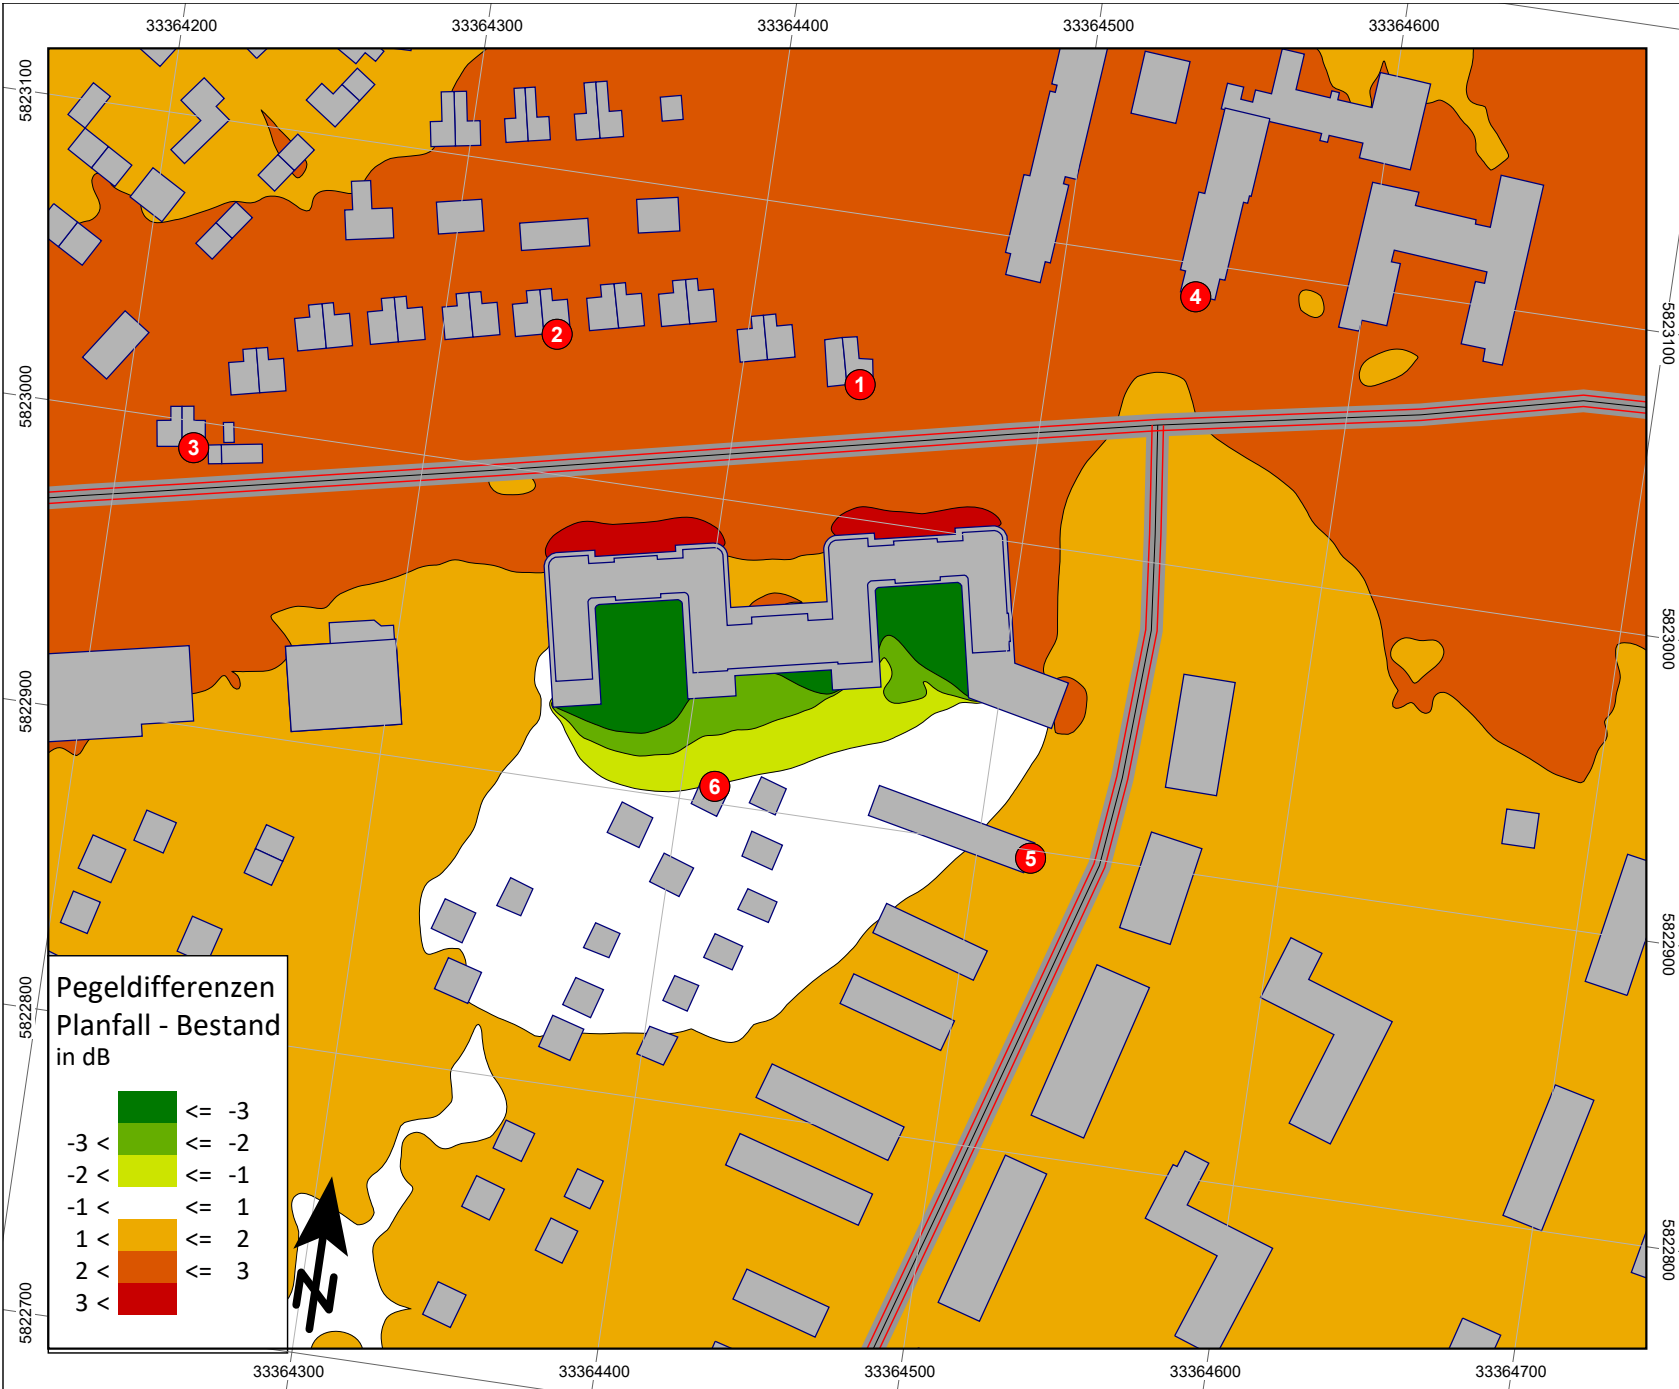 33364200 33364300 33364400 33364500 33364600
5823100
5823000
5822900
5822800
5822700
5823100
5823000
5822900
5822800
4
2
1
3
6
5
Pegeldifferenzen
Planfall - Bestand
in dB
<= -3
-3 < <= -2
-2 < <= -1
-1 < <= 1
1 < <= 2
2 < <= 3
3 <
N
33364300 33364400 33364500 33364600 33364700